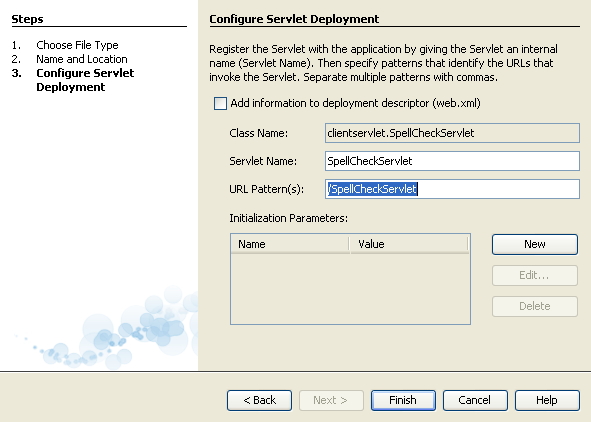 Steps
1. Choose File Type
2. Name and Location
3. Configure Servlet
Deployment
Configure Servlet Deployment
Register the Servlet with the application by giving the Servlet an internal
name (Servlet Name). Then specify patterns that identify the URLs that
invoke the Servlet. Separate multiple patterns with commas.
Add information to deployment descriptor (web.xml)
Class Name: clientservlet.SpellCheckServlet
Servlet Name: SpellCheckServlet
URL Pattern(s): /SpellCheckServlet
Initialization Parameters:
Name Value
New
Edit...
Delete
< Back Next > Finish Cancel Help